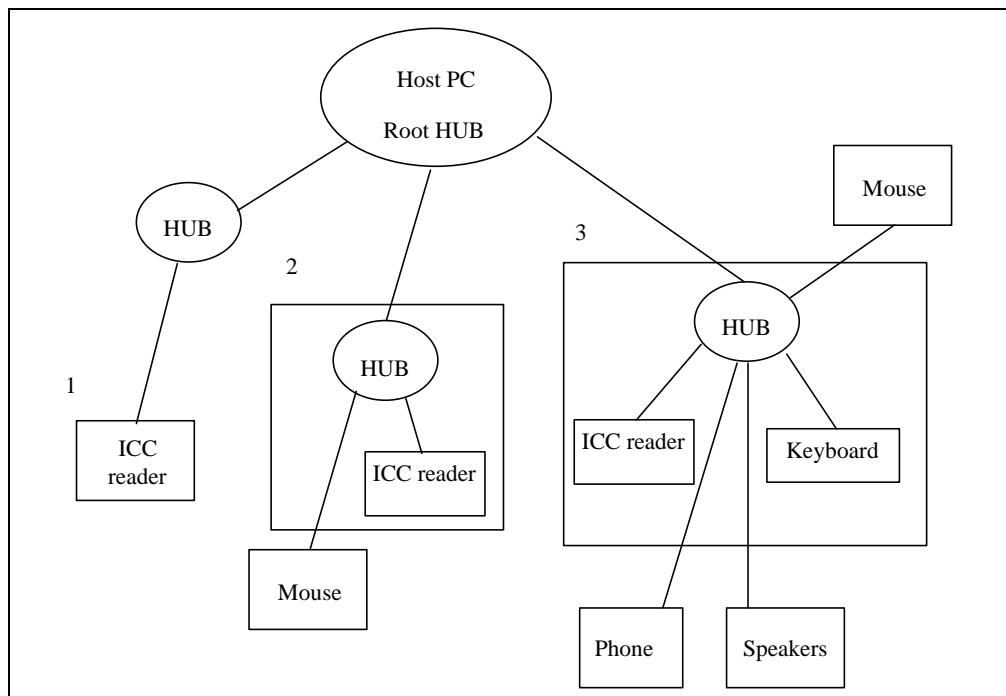 Host PC
Root HUB
Mouse
HUB
3
2
HUB
HUB
1
ICC
reader
ICC reader
Keyboard
ICC reader
Mouse
Phone
Speakers